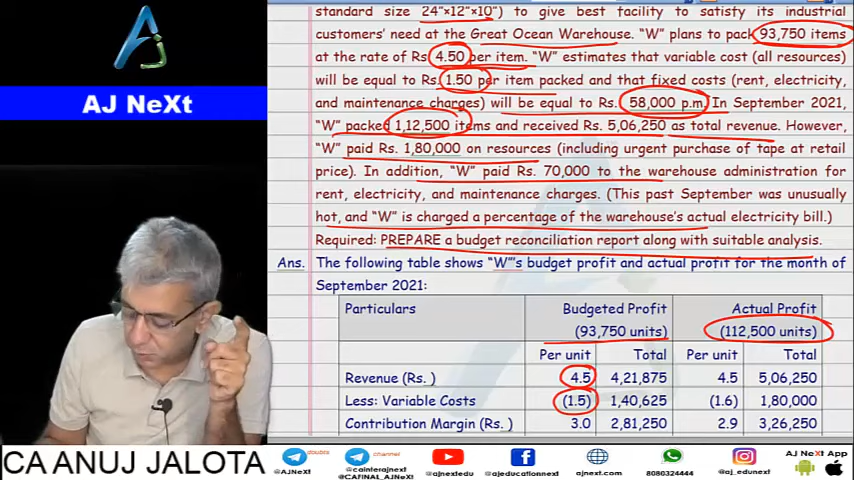 standard size 24"×12"×10") to give best facility to satisfy its industrial
customers' need at the Great Ocean Warehouse. "W" plans to pack 93,750 items
at the rate of Rs 4.50 per item. "W" estimates that variable cost (all resources)
will be equal to Rs. 1.50 per item packed and that fixed costs (rent, electricity,
and maintenance charges) will be equal to Rs. 58,000 p.m. In September 2021,
"W" packed 1,12,500 items and received Rs. 5,06,250 as total revenue. However,
"W" paid Rs. 1,80,000 on resources (including urgent purchase of tape at retail
price). In addition, "W" paid Rs. 70,000 to the warehouse administration for
rent, electricity, and maintenance charges. (This past September was unusually
hot, and "W" is charged a percentage of the warehouse's actual electricity bill.)
Required: PREPARE a budget reconciliation report along with suitable analysis.
Ans. The following table shows "W"'s budget profit and actual profit for the month of
September 2021:
Particulars Budgeted Profit Actual Profit
(93,750 units) (112,500 units)
Per unit Total Per unit Total
Revenue (Rs. ) 4.5 4,21,875 4.5 5,06,250
Less: Variable Costs (1.5) 1,40,625 (1.6) 1,80,000
Contribution Margin (Rs. ) 3.0 2,81,250 2.9 3,26,250
AJ NeXt
CA ANUJ JALOTA
doubts channel AJ NeXt App
@AJNeXt @cainterajnext @CAFINAL_AJNeXt @ajnextedu @ajeducationnext ajnext.com 8080324444 @aj_edunext